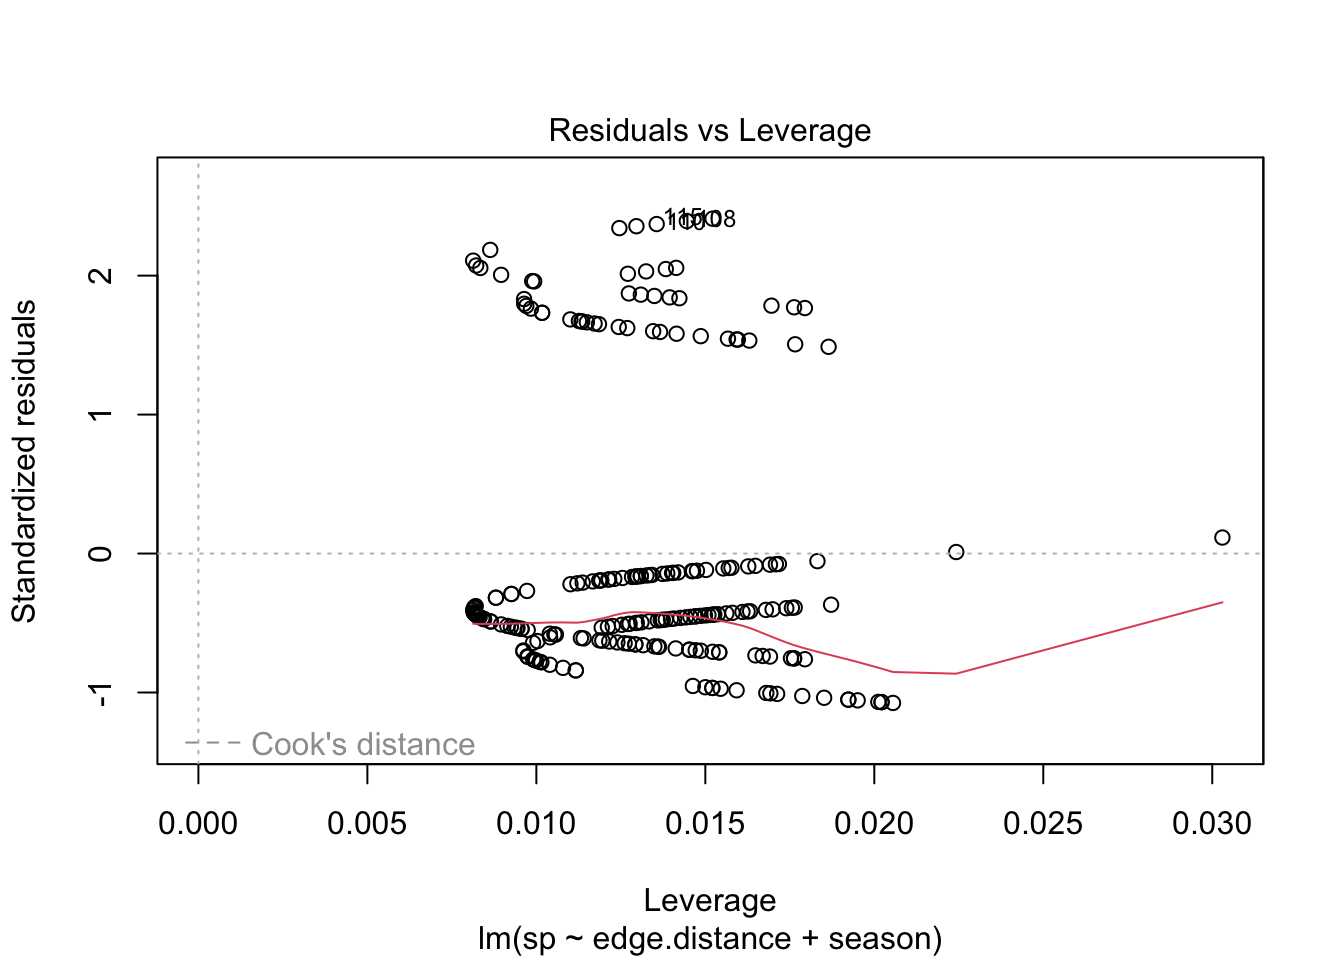 Residuals vs Leverage
Standardized residuals
2
1
0
-1
Cook's distance
0.000 0.005 0.010 0.015 0.020 0.025 0.030
Leverage
lm(sp ~ edge.distance + season)